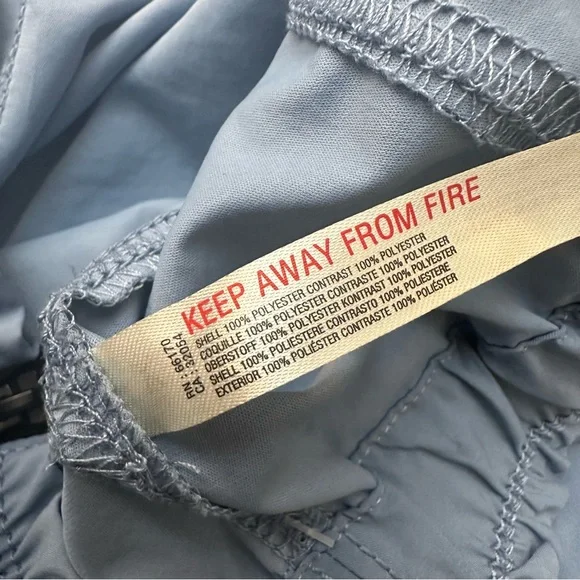 KEEP AWAY FROM FIRE
SHELL 100% POLYESTER CONTRAST 100% POLYESTER
COQUILLE 100% POLYESTER CONTRASTE 100% POLYESTER
OBERSTOFF 100% POLYESTER KONTRAST 100% POLYESTER
SHELL 100% POLIESTERE CONTRASTO 100% POLIESTERE
EXTERIOR 100% POLIÉSTER CONTRASTE 100% POLIÉSTER
RN: 66170
CA: 32054